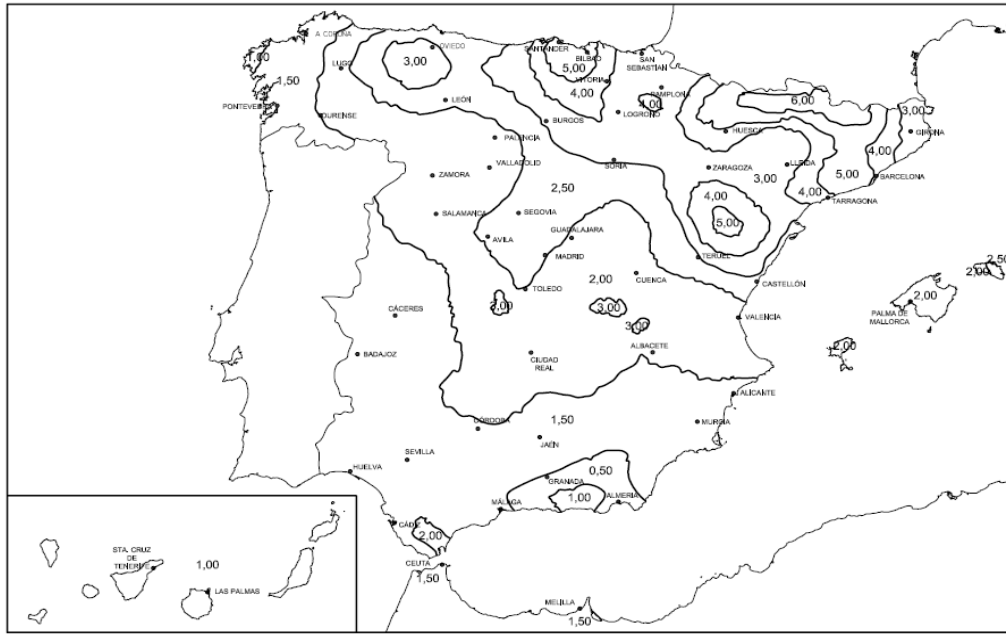 A CORUÑA
OVIEDO
SANTANDER
BILBAO
SAN
SEBASTIÁN
1,00
3,00
5,00
LUGO
1,50
VITORIA
4,00
PAMPLONA
4,00
6,00
3,00
LEÓN
PONTEVEDRA
OURENSE
LOGROÑO
BURGOS
HUESCA
GIRONA
PALENCIA
4,00
VALLADOLID
SORIA
ZARAGOZA
LLEIDA
ZAMORA
3,00
5,00
BARCELONA
2,50
4,00
4,00
TARRAGONA
SALAMANCA
SEGOVIA
5,00
GUADALAJARA
AVILA
MADRID
TERUEL
2,50
2,00
2,00
CUENCA
CASTELLÓN
TOLEDO
2,00
3,00
3,00
CÁCERES
PALMA DE
MALLORCA
VALENCIA
3,00
2,00
ALBACETE
BADAJOZ
CIUDAD
REAL
ALICANTE
1,50
MURCIA
CÓRDOBA
JAÉN
SEVILLA
HUELVA
0,50
GRANADA
1,00
ALMERÍA
MÁLAGA
CÁDIZ
2,00
STA. CRUZ
DE
TENERIFE
1,00
CEUTA
1,50
LAS PALMAS
MELILLA
1,50